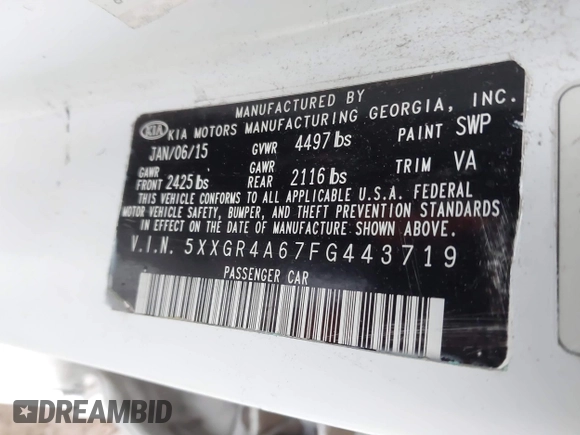 MANUFACTURED BY
KIA KIA MOTORS MANUFACTURING GEORGIA, INC.
JAN/06/15 GVWR 4497 lbs PAINT SWP
GAWR FRONT 2425 lbs GAWR REAR 2116 lbs TRIM VA
THIS VEHICLE CONFORMS TO ALL APPLICABLE U.S.A. FEDERAL
MOTOR VEHICLE SAFETY, BUMPER, AND THEFT PREVENTION STANDARDS
IN EFFECT ON THE DATE OF MANUFACTURE SHOWN ABOVE.
V.I.N. 5XXGR4A67FG443719
PASSENGER CAR
DREAMBID